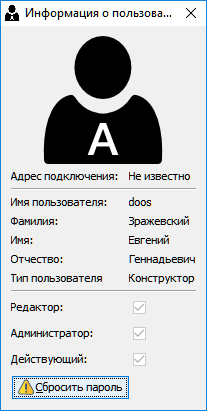 Информация о пользова...
A
Адрес подключения: Не известно
Имя пользователя: doos
Фамилия: Зражевский
Имя: Евгений
Отчество: Геннадьевич
Тип пользователя Конструктор
Редактор:
Администратор:
Действующий:
Сбросить пароль